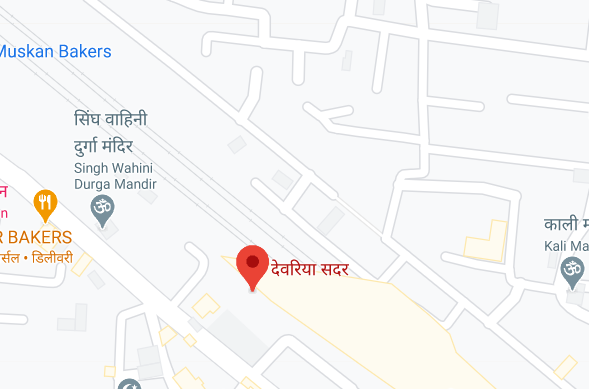 Muskan Bakers
सिंघ वाहिनी
दुर्गा मंदिर
Singh Wahini
Durga Mandir
R BAKERS
र्सल • डिलीवरी
देवरिया सदर
काली म
Kali Ma